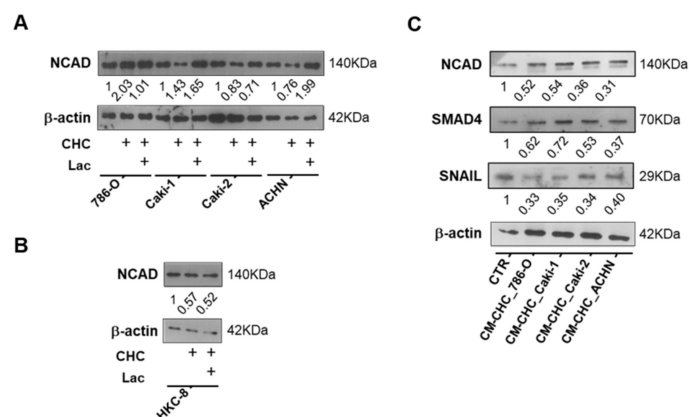 A
NCAD 140KDa
1 2.03 1.01 1 1.43 1.65 1 0.83 0.71 1 0.76 1.99
β-actin 42KDa
CHC + + + + + + + +
Lac + + + +
786-O Caki-1 Caki-2 ACHN
B
NCAD 140KDa
1 0.57 0.52
β-actin 42KDa
CHC + +
Lac +
HKC-8
C
NCAD 140KDa
1 0.52 0.54 0.36 0.31
SMAD4 70KDa
1 0.62 0.72 0.53 0.37
SNAIL 29KDa
1 0.33 0.35 0.34 0.40
β-actin 42KDa
CTR CM-CHC_786-O CM-CHC_Caki-1 CM-CHC_Caki-2 CM-CHC_ACHN